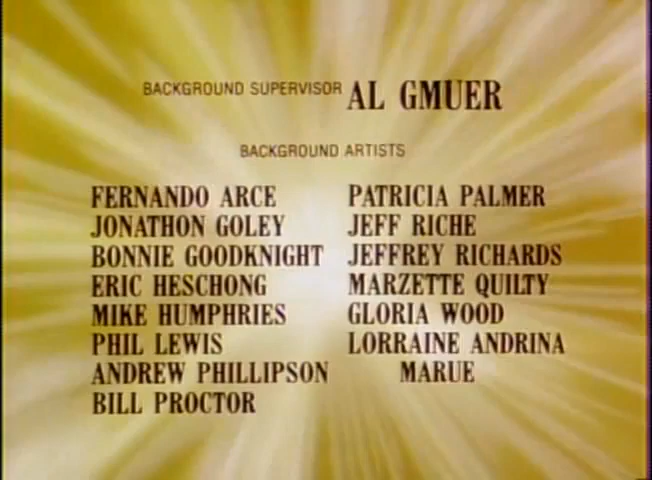 BACKGROUND SUPERVISOR AL GMUER
BACKGROUND ARTISTS
FERNANDO ARCE
JONATHON GOLEY
BONNIE GOODKNIGHT
ERIC HESCHONG
MIKE HUMPHRIES
PHIL LEWIS
ANDREW PHILLIPSON
BILL PROCTOR
PATRICIA PALMER
JEFF RICHE
JEFFREY RICHARDS
MARZETTE QUILTY
GLORIA WOOD
LORRAINE ANDRINA
MARUE